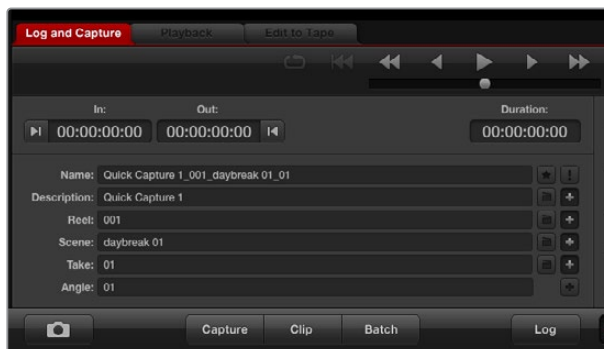 Log and Capture Playback Edit to Tape
In: Out: Duration:
00:00:00:00 00:00:00:00 00:00:00:00
Name: Quick Capture 1_001_daybreak 01_01
Description: Quick Capture 1
Reel: 001
Scene: daybreak 01
Take: 01
Angle: 01
Capture Clip Batch Log